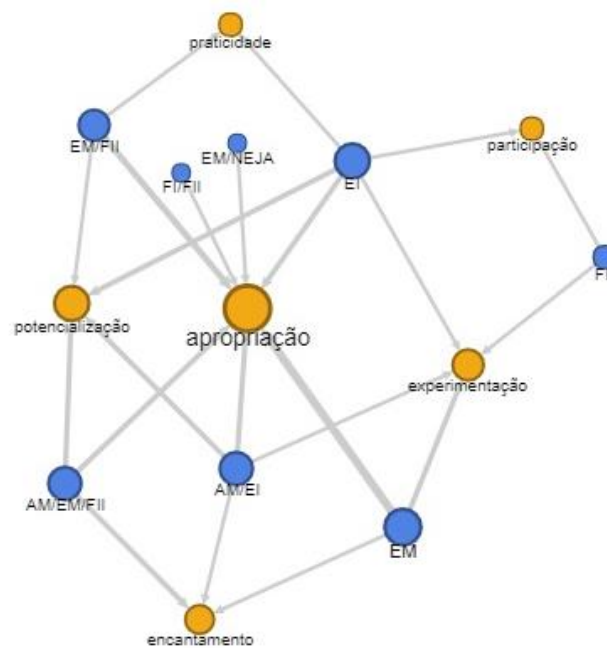 praticidade
EM/FII
EM/NEJA
participação
FI/FII
EI
potencialização
apropriação
experimentação
AM/EM/FII
AM/EI
EM
encantamento